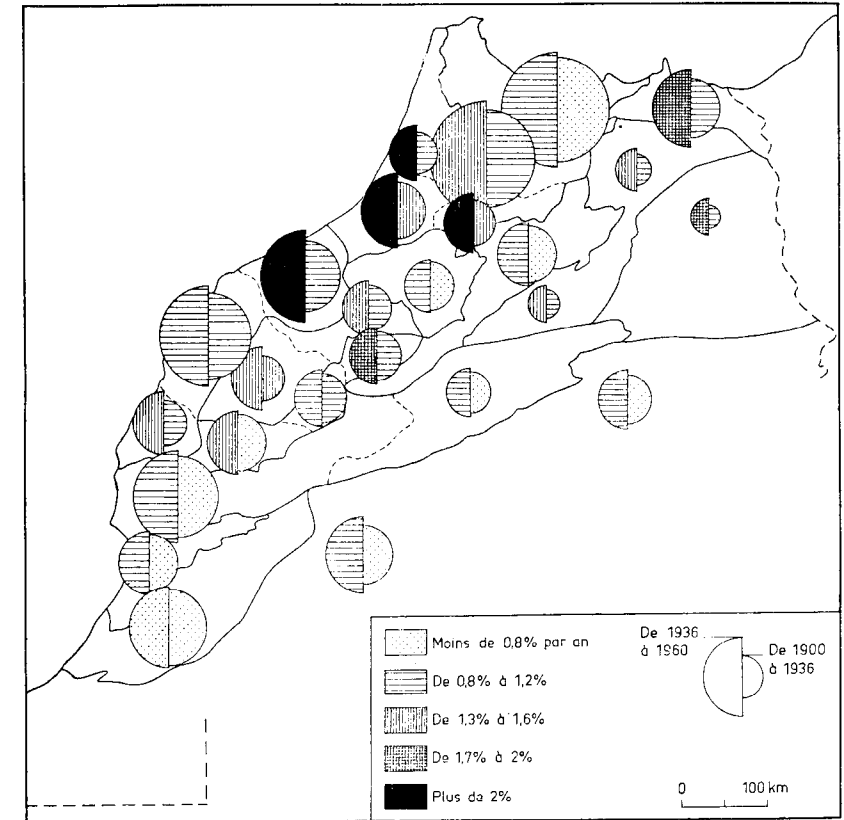 Moins de 0,8% par an
De 0,8% à 1,2%
De 1,3% à 1,6%
De 1,7% à 2%
Plus de 2%
De 1936
à 1960
De 1900
à 1936
0 100 km